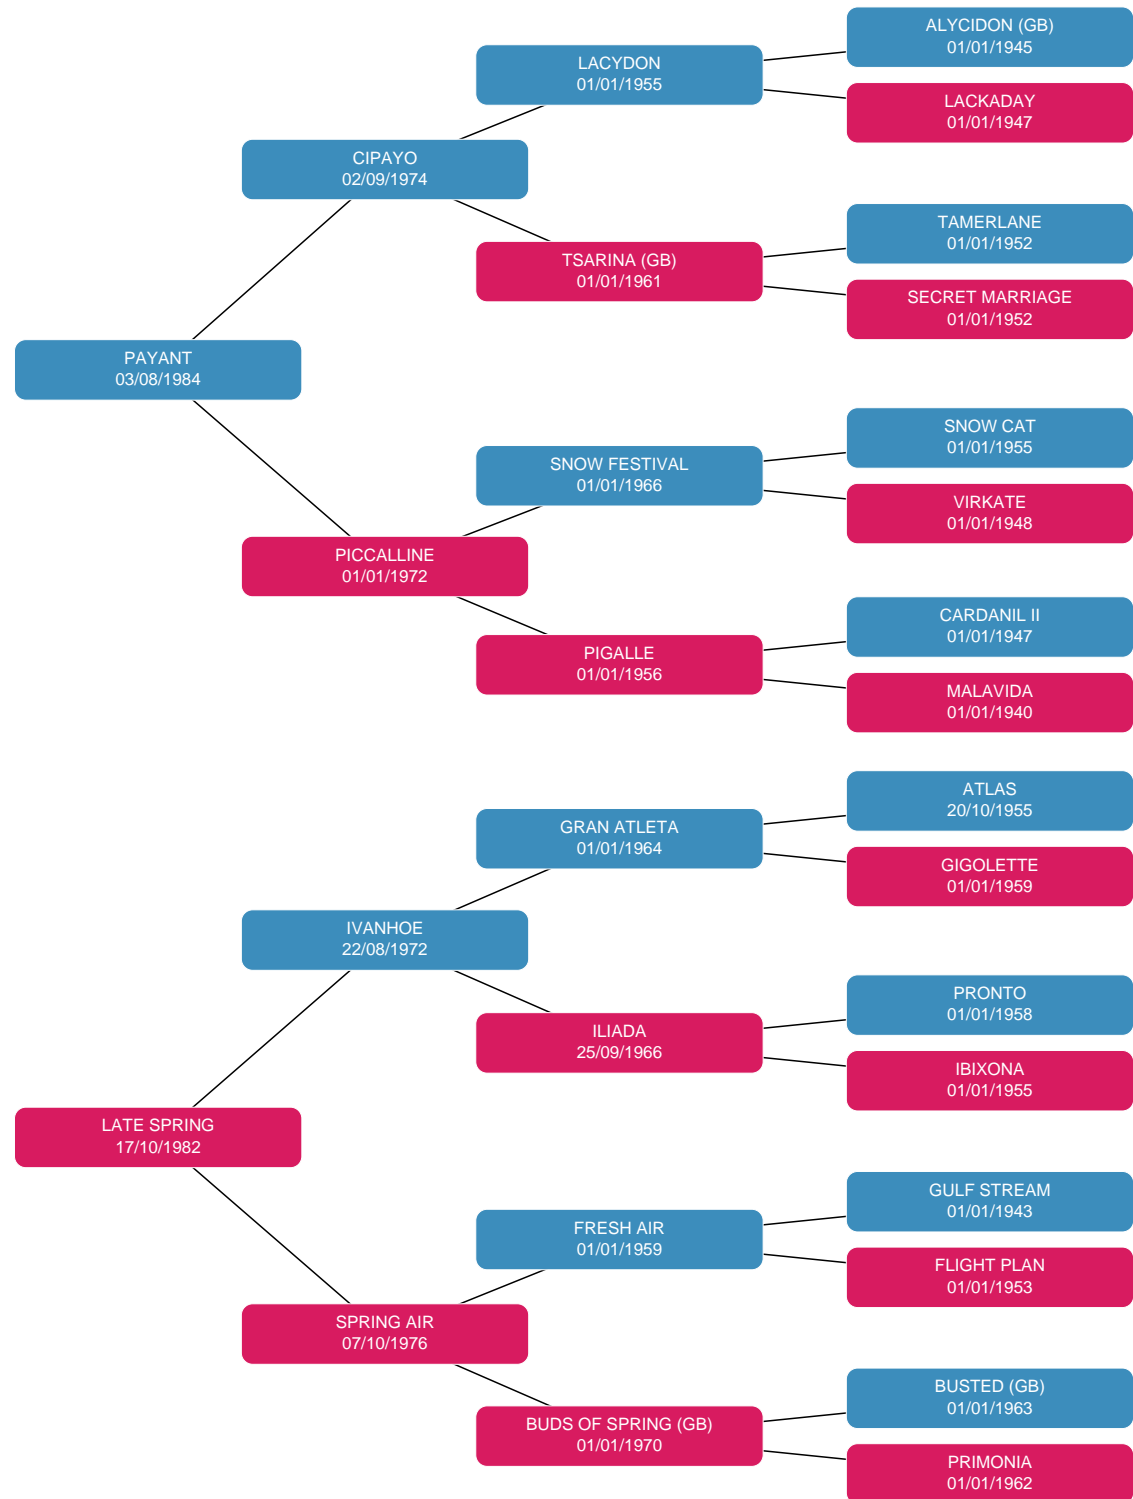 ALYCIDON (GB)
01/01/1945
LACYDON
01/01/1955
LACKADAY
01/01/1947
CIPAYO
02/09/1974
TAMERLANE
01/01/1952
TSARINA (GB)
01/01/1961
SECRET MARRIAGE
01/01/1952
PAYANT
03/08/1984
SNOW CAT
01/01/1955
SNOW FESTIVAL
01/01/1966
VIRKATE
01/01/1948
PICCALLINE
01/01/1972
CARDANIL II
01/01/1947
PIGALLE
01/01/1956
MALAVIDA
01/01/1940
ATLAS
20/10/1955
GRAN ATLETA
01/01/1964
GIGOLETTE
01/01/1959
IVANHOE
22/08/1972
PRONTO
01/01/1958
ILIADA
25/09/1966
IBIXONA
01/01/1955
LATE SPRING
17/10/1982
GULF STREAM
01/01/1943
FRESH AIR
01/01/1959
FLIGHT PLAN
01/01/1953
SPRING AIR
07/10/1976
BUSTED (GB)
01/01/1963
BUDS OF SPRING (GB)
01/01/1970
PRIMONIA
01/01/1962